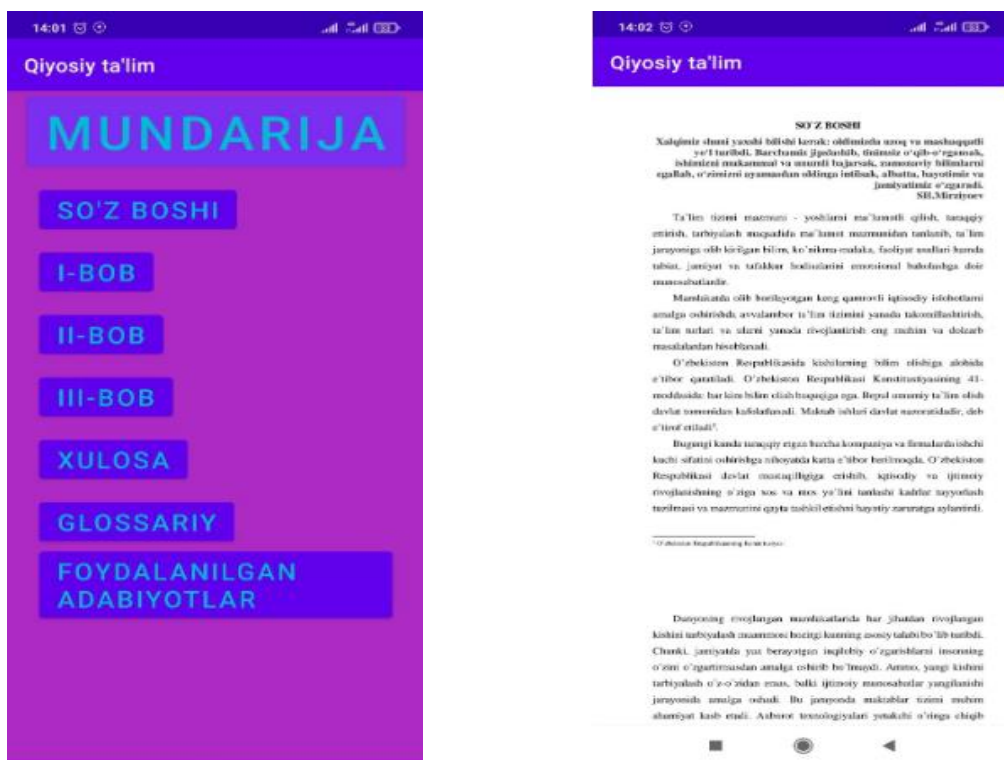 14:01
Qiyosiy ta'lim
MUNDARIJA
SO'Z BOSHI
I-BOB
II-BOB
III-BOB
XULOSA
GLOSSARIY
FOYDALANILGAN
ADABIYOTLAR
14:02
Qiyosiy ta'lim
SO'Z BOSHI
Xalqimiz shuni yaxshi bilishi kerak: oldimizda uzoq va mashaqqatli
yo'l turibdi. Barchamiz jipslashib, tinimsiz o'qib-o'rgansak,
ishimizni mukammal va unumli bajarsak, zamonaviy bilimlarni
egallab, o'zimizni ayamasdan oldinga intilsak, albatta, hayotimiz va
jamiyatimiz o'zgaradi.
SH.Mirziyoev
Ta'lim tizimi mazmuni - yoshlarni ma'lumotli qilish, taraqqiy
ettirish, tarbiyalash maqsadida ma'lumot mazmunidan tanlanib, ta'lim
jarayoniga olib kirilgan bilim, ko'nikma-malaka, faoliyat usullari hamda
tabiat, jamiyat va tafakkur hodisalarini emotsional baholashga doir
munosabatlardir.
Mamlakatda olib borilayotgan keng qamrovli iqtisodiy islohotlarni
amalga oshirishda avvalambor ta'lim tizimini yanada takomillashtirish,
ta'lim turlari va ularni yanada rivojlantirish eng muhim va dolzarb
masalalardan hisoblanadi.
O'zbekiston Respublikasida kishilarning bilim olishiga alohida
e'tibor qaratiladi. O'zbekiston Respublikasi Konstitutsiyasining 41-
moddasida: har kim bilim olish huquqiga ega. Bepul umumiy ta'lim olish
davlat tomonidan kafolatlanadi. Maktab ishlari davlat nazoratidadir, deb
e'tirof etiladi
Bugungi kunda taraqqiy etgan barcha kompaniya va firmalarda ishchi
kuchi sifatini oshirishga nihoyatda katta e'tibor berilmoqda. O'zbekiston
Respublikasi davlat mustaqilligiga erishib, iqtisodiy va ijtimoiy
rivojlanishning o'ziga xos va mos yo'lini tanlashi kadrlar tayyorlash
tuzilmasi va mazmunini qayta tashkil etishni hayotiy zaruratga aylantirdi.
O'zbekiston Respublikasining
Dunyoning rivojlangan mamlakatlarida har jihatdan rivojlangan
kishini tarbiyalash muammosi hozirgi kunning asosiy talabi bo'lib turibdi.
Chunki, jamiyatda yuz berayotgan inqilobiy o'zgarishlarni insonning
o'zini o'zgartirmasdan amalga oshirib bo'lmaydi. Ammo, yangi kishini
tarbiyalash o'z-o'zidan emas, balki ijtimoiy munosabatlar yangilanishi
jarayonida amalga oshadi. Bu jarayonda maktablar tizimi muhim
ahamiyat kasb etadi. Axborot texnologiyalari yetakchi o'ringa chiqib